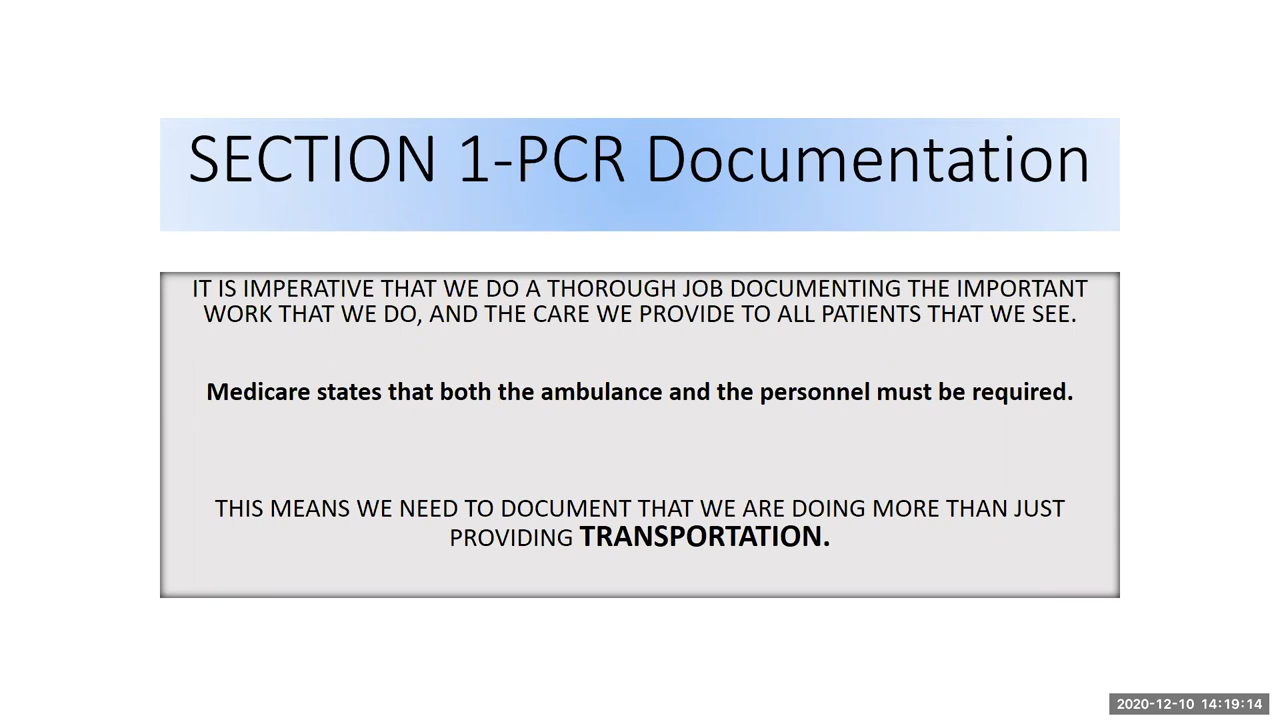 SECTION 1-PCR Documentation
IT IS IMPERATIVE THAT WE DO A THOROUGH JOB DOCUMENTING THE IMPORTANT
WORK THAT WE DO, AND THE CARE WE PROVIDE TO ALL PATIENTS THAT WE SEE.
Medicare states that both the ambulance and the personnel must be required.
THIS MEANS WE NEED TO DOCUMENT THAT WE ARE DOING MORE THAN JUST
PROVIDING TRANSPORTATION.
2020-12-10 14:19:14